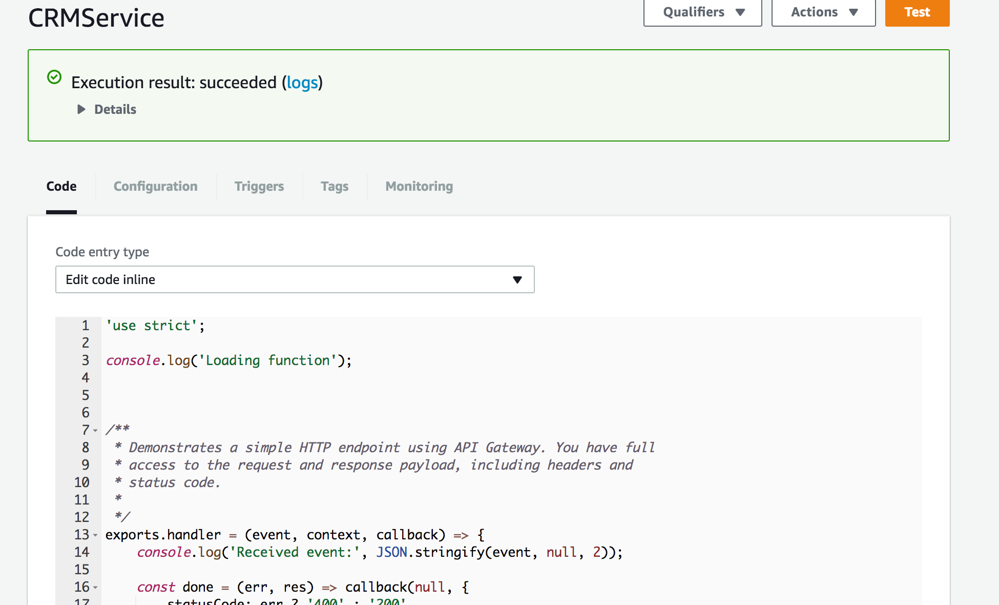 CRMService
Qualifiers
Actions
Test
Execution result: succeeded (logs)
Details
Code
Configuration
Triggers
Tags
Monitoring
Code entry type
Edit code inline
1 'use strict';
2
3 console.log('Loading function');
4
5
6
7 /**
8 * Demonstrates a simple HTTP endpoint using API Gateway. You have full
9 * access to the request and response payload, including headers and
10 * status code.
11 *
12 */
13 exports.handler = (event, context, callback) => {
14 console.log('Received event:', JSON.stringify(event, null, 2));
15
16 const done = (err, res) => callback(null, {
17 statusCode: err ? '400' : '200'